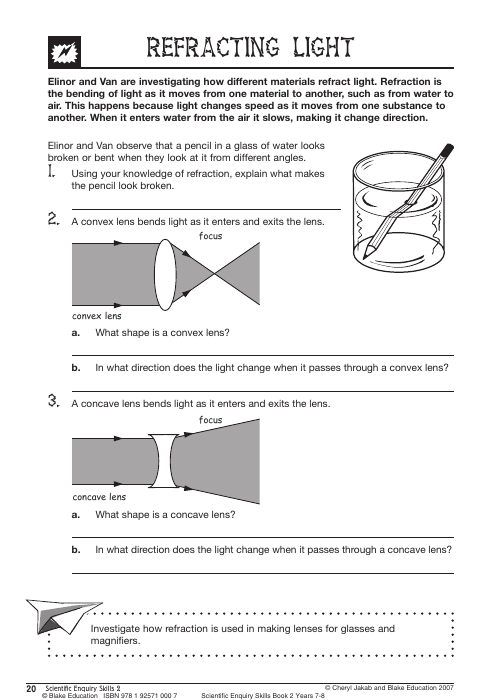 REFRACTING LIGHT
Elinor and Van are investigating how different materials refract light. Refraction is
the bending of light as it moves from one material to another, such as from water to
air. This happens because light changes speed as it moves from one substance to
another. When it enters water from the air it slows, making it change direction.
Elinor and Van observe that a pencil in a glass of water looks
broken or bent when they look at it from different angles.
1. Using your knowledge of refraction, explain what makes
the pencil look broken.
2. A convex lens bends light as it enters and exits the lens.
focus
convex lens
a. What shape is a convex lens?
b. In what direction does the light change when it passes through a convex lens?
3. A concave lens bends light as it enters and exits the lens.
focus
concave lens
a. What shape is a concave lens?
b. In what direction does the light change when it passes through a concave lens?
Investigate how refraction is used in making lenses for glasses and
magnifiers.
20 Scientific Enquiry Skills 2 © Cheryl Jakab and Blake Education 2007
© Blake Education ISBN 978 1 92571 000 7 Scientific Enquiry Skills Book 2 Years 7-8